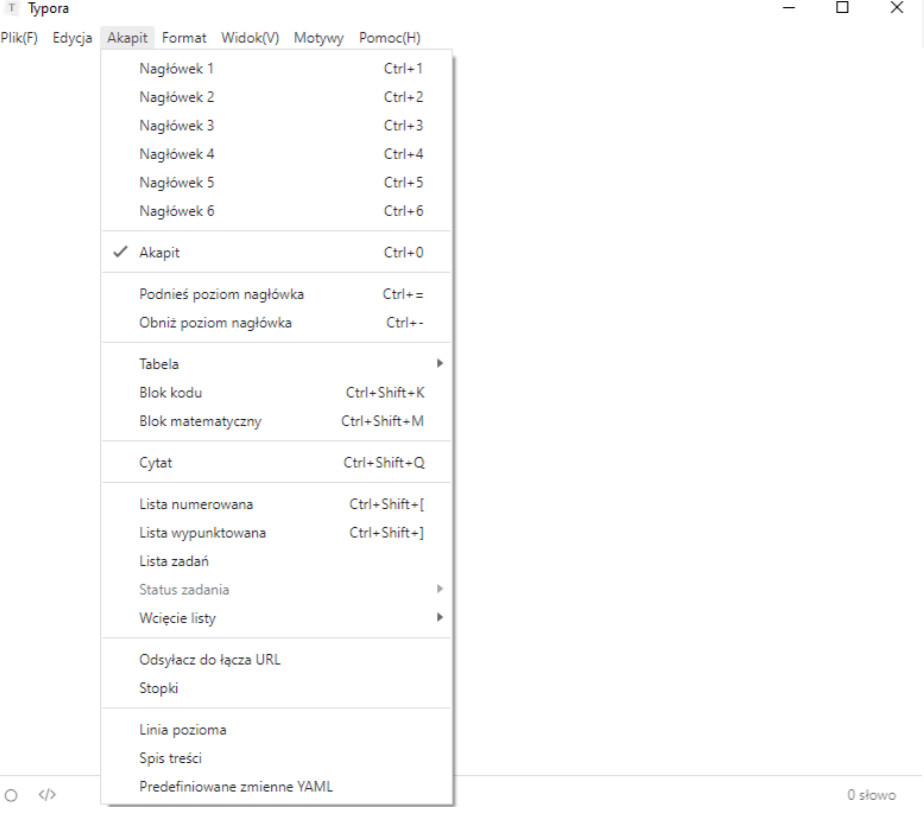 T Typora
Plik(F) Edycja Akapit Format Widok(V) Motywy Pomoc(H)
Nagłówek 1 Ctrl+1
Nagłówek 2 Ctrl+2
Nagłówek 3 Ctrl+3
Nagłówek 4 Ctrl+4
Nagłówek 5 Ctrl+5
Nagłówek 6 Ctrl+6
Akapit Ctrl+0
Podnieś poziom nagłówka Ctrl+=
Obniż poziom nagłówka Ctrl+-
Tabela
Blok kodu Ctrl+Shift+K
Blok matematyczny Ctrl+Shift+M
Cytat Ctrl+Shift+Q
Lista numerowana Ctrl+Shift+[
Lista wypunktowana Ctrl+Shift+]
Lista zadań
Status zadania
Wcięcie listy
Odsyłacz do łącza URL
Stopki
Linia pozioma
Spis treści
Predefiniowane zmienne YAML
</> 0 słowo